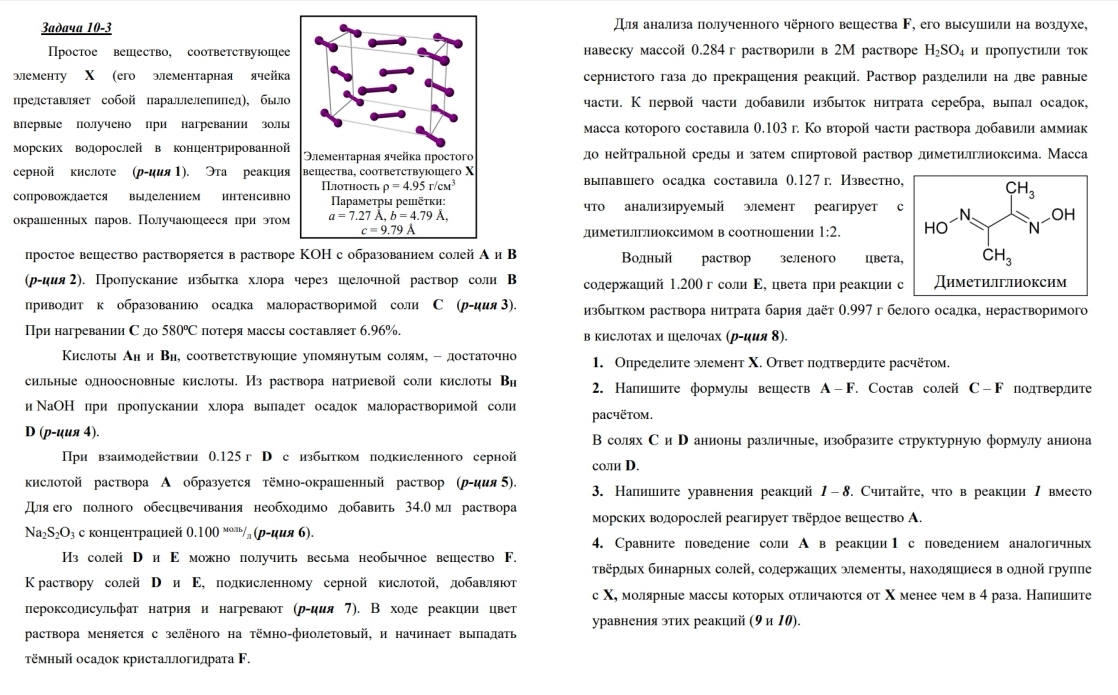 Задача 10-3
Простое вещество, соответствующее
элементу X (его элементарная ячейка
представляет собой параллелепипед), было
впервые получено при нагревании золы
морских водорослей в концентрированной
серной кислоте (р-ция 1). Эта реакция
сопровождается выделением интенсивно
окрашенных паров. Получающееся при этом
Элементарная ячейка простого
вещества, соответствующего X
Плотность ρ = 4.95 г/см³
Параметры решётки:
a = 7.27 Å, b = 4.79 Å,
c = 9.79 Å
простое вещество растворяется в растворе KOH с образованием солей A и B
(р-ция 2). Пропускание избытка хлора через щелочной раствор соли B
приводит к образованию осадка малорастворимой соли C (р-ция 3).
При нагревании C до 580ºC потеря массы составляет 6.96%.
Кислоты Aн и Bн, соответствующие упомянутым солям, – достаточно
сильные одноосновные кислоты. Из раствора натриевой соли кислоты Bн
и NaOH при пропускании хлора выпадет осадок малорастворимой соли
D (р-ция 4).
При взаимодействии 0.125 г D с избытком подкисленного серной
кислотой раствора A образуется тёмно-окрашенный раствор (р-ция 5).
Для его полного обесцвечивания необходимо добавить 34.0 мл раствора
Na₂S₂O₃ с концентрацией 0.100 моль/л (р-ция 6).
Из солей D и E можно получить весьма необычное вещество F.
К раствору солей D и E, подкисленному серной кислотой, добавляют
пероксодисульфат натрия и нагревают (р-ция 7). В ходе реакции цвет
раствора меняется с зелёного на тёмно-фиолетовый, и начинает выпадать
тёмный осадок кристаллогидрата F.
Для анализа полученного чёрного вещества F, его высушили на воздухе,
навеску массой 0.284 г растворили в 2M растворе H₂SO₄ и пропустили ток
сернистого газа до прекращения реакций. Раствор разделили на две равные
части. К первой части добавили избыток нитрата серебра, выпал осадок,
масса которого составила 0.103 г. Ко второй части раствора добавили аммиак
до нейтральной среды и затем спиртовой раствор диметилглиоксима. Масса
выпавшего осадка составила 0.127 г. Известно,
что анализируемый элемент реагирует с
диметилглиоксимом в соотношении 1:2.
CH₃
N
OH
HO
N
CH₃
Диметилглиоксим
Водный раствор зеленого цвета,
содержащий 1.200 г соли E, цвета при реакции с
избытком раствора нитрата бария даёт 0.997 г белого осадка, нерастворимого
в кислотах и щелочах (р-ция 8).
1. Определите элемент X. Ответ подтвердите расчётом.
2. Напишите формулы веществ A – F. Состав солей C – F подтвердите
расчётом.
В солях C и D анионы различные, изобразите структурную формулу аниона
соли D.
3. Напишите уравнения реакций 1 – 8. Считайте, что в реакции 1 вместо
морских водорослей реагирует твёрдое вещество A.
4. Сравните поведение соли A в реакции 1 с поведением аналогичных
твёрдых бинарных солей, содержащих элементы, находящиеся в одной группе
с X, молярные массы которых отличаются от X менее чем в 4 раза. Напишите
уравнения этих реакций (9 и 10).